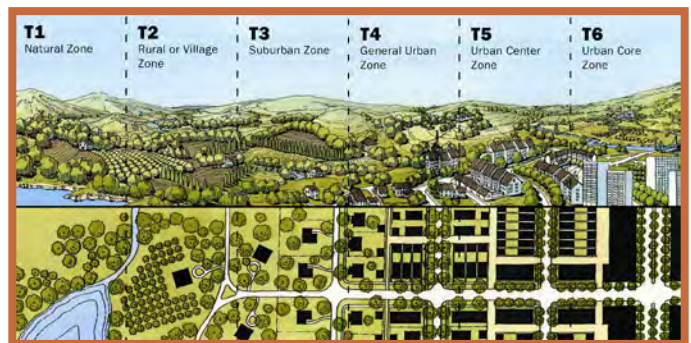 T1
Natural Zone
T2
Rural or Village
Zone
T3
Suburban Zone
T4
General Urban
Zone
T5
Urban Center
Zone
T6
Urban Core
Zone